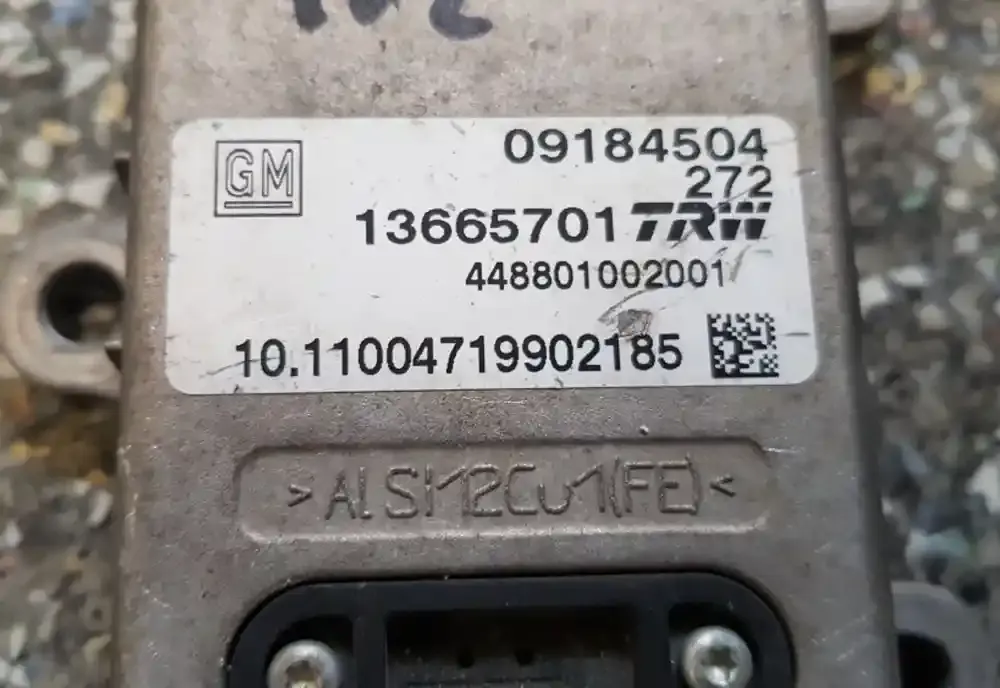 GM
09184504
272
13665701 TRW
448801002001
10.11004719902185
>AlSi12Cu1(FE)<